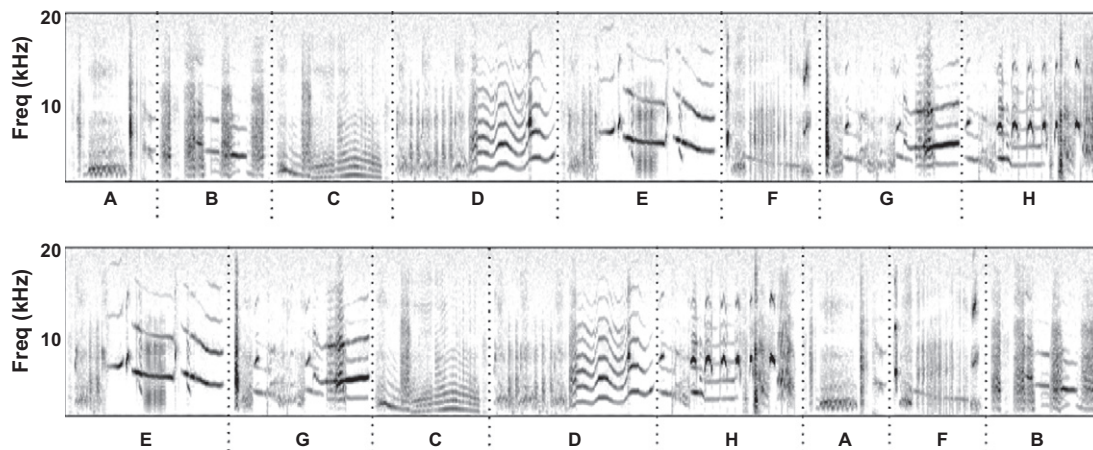 20
10
Freq (kHz)
A B C D E F G H
20
10
Freq (kHz)
E G C D H A F B